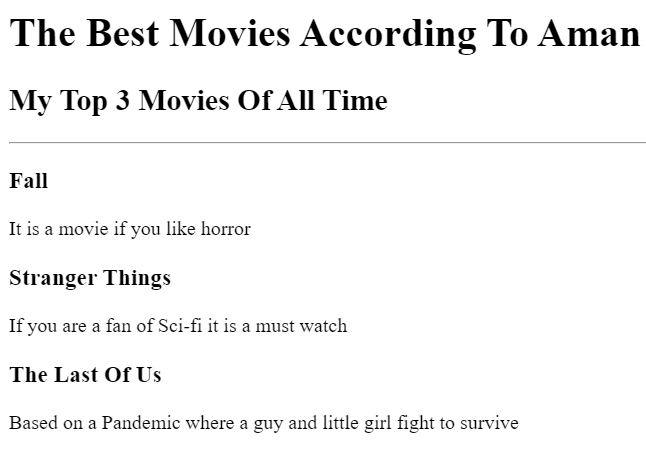 The Best Movies According To Aman
My Top 3 Movies Of All Time
Fall
It is a movie if you like horror
Stranger Things
If you are a fan of Sci-fi it is a must watch
The Last Of Us
Based on a Pandemic where a guy and little girl fight to survive